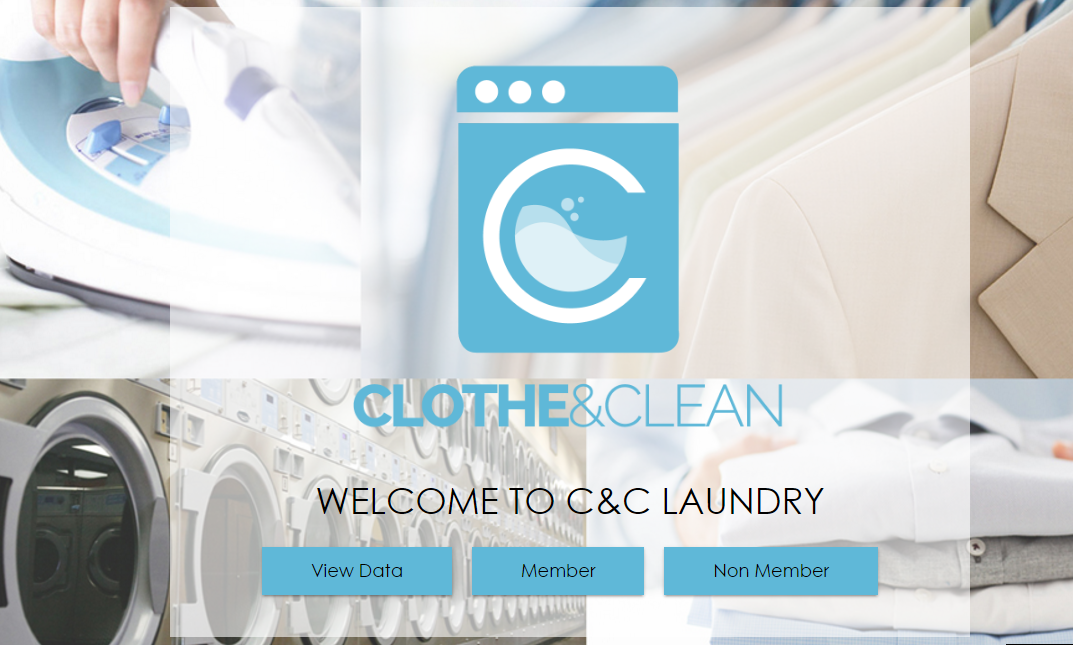 CLOTHE&CLEAN
WELCOME TO C&C LAUNDRY
View Data
Member
Non Member